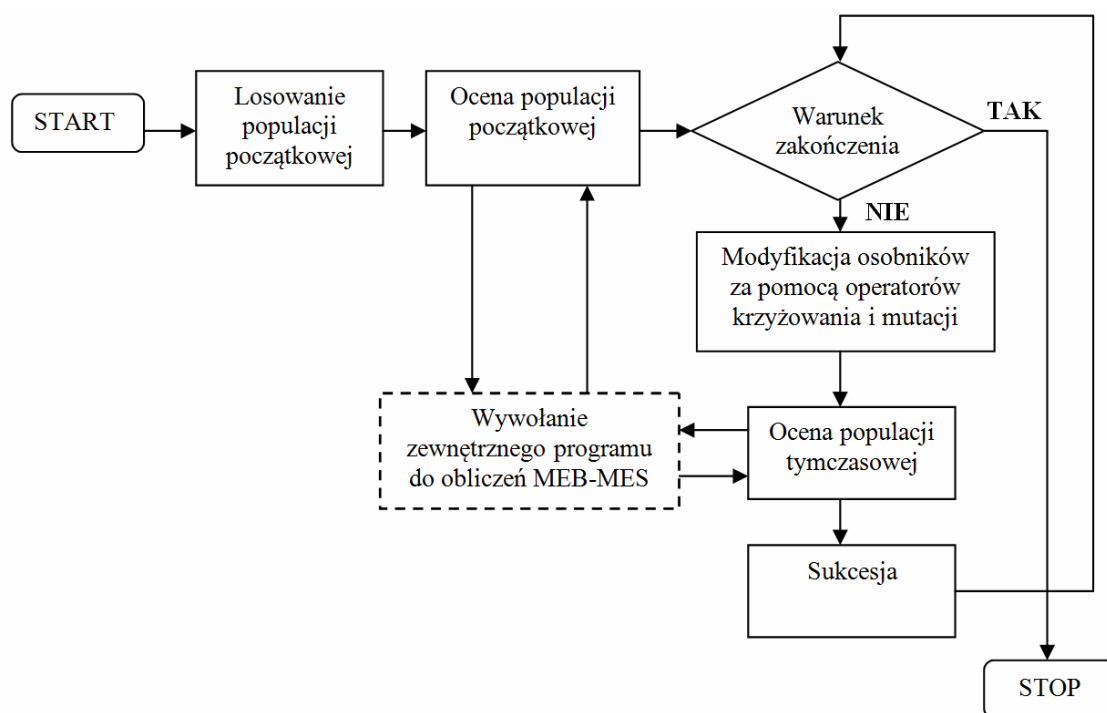 START
Losowanie
populacji
początkowej
Ocena populacji
początkowej
Warunek
zakończenia
TAK
NIE
Modyfikacja osobników
za pomocą operatorów
krzyżowania i mutacji
Wywołanie
zewnętrznego programu
do obliczeń MEB-MES
Ocena populacji
tymczasowej
Sukcesja
STOP